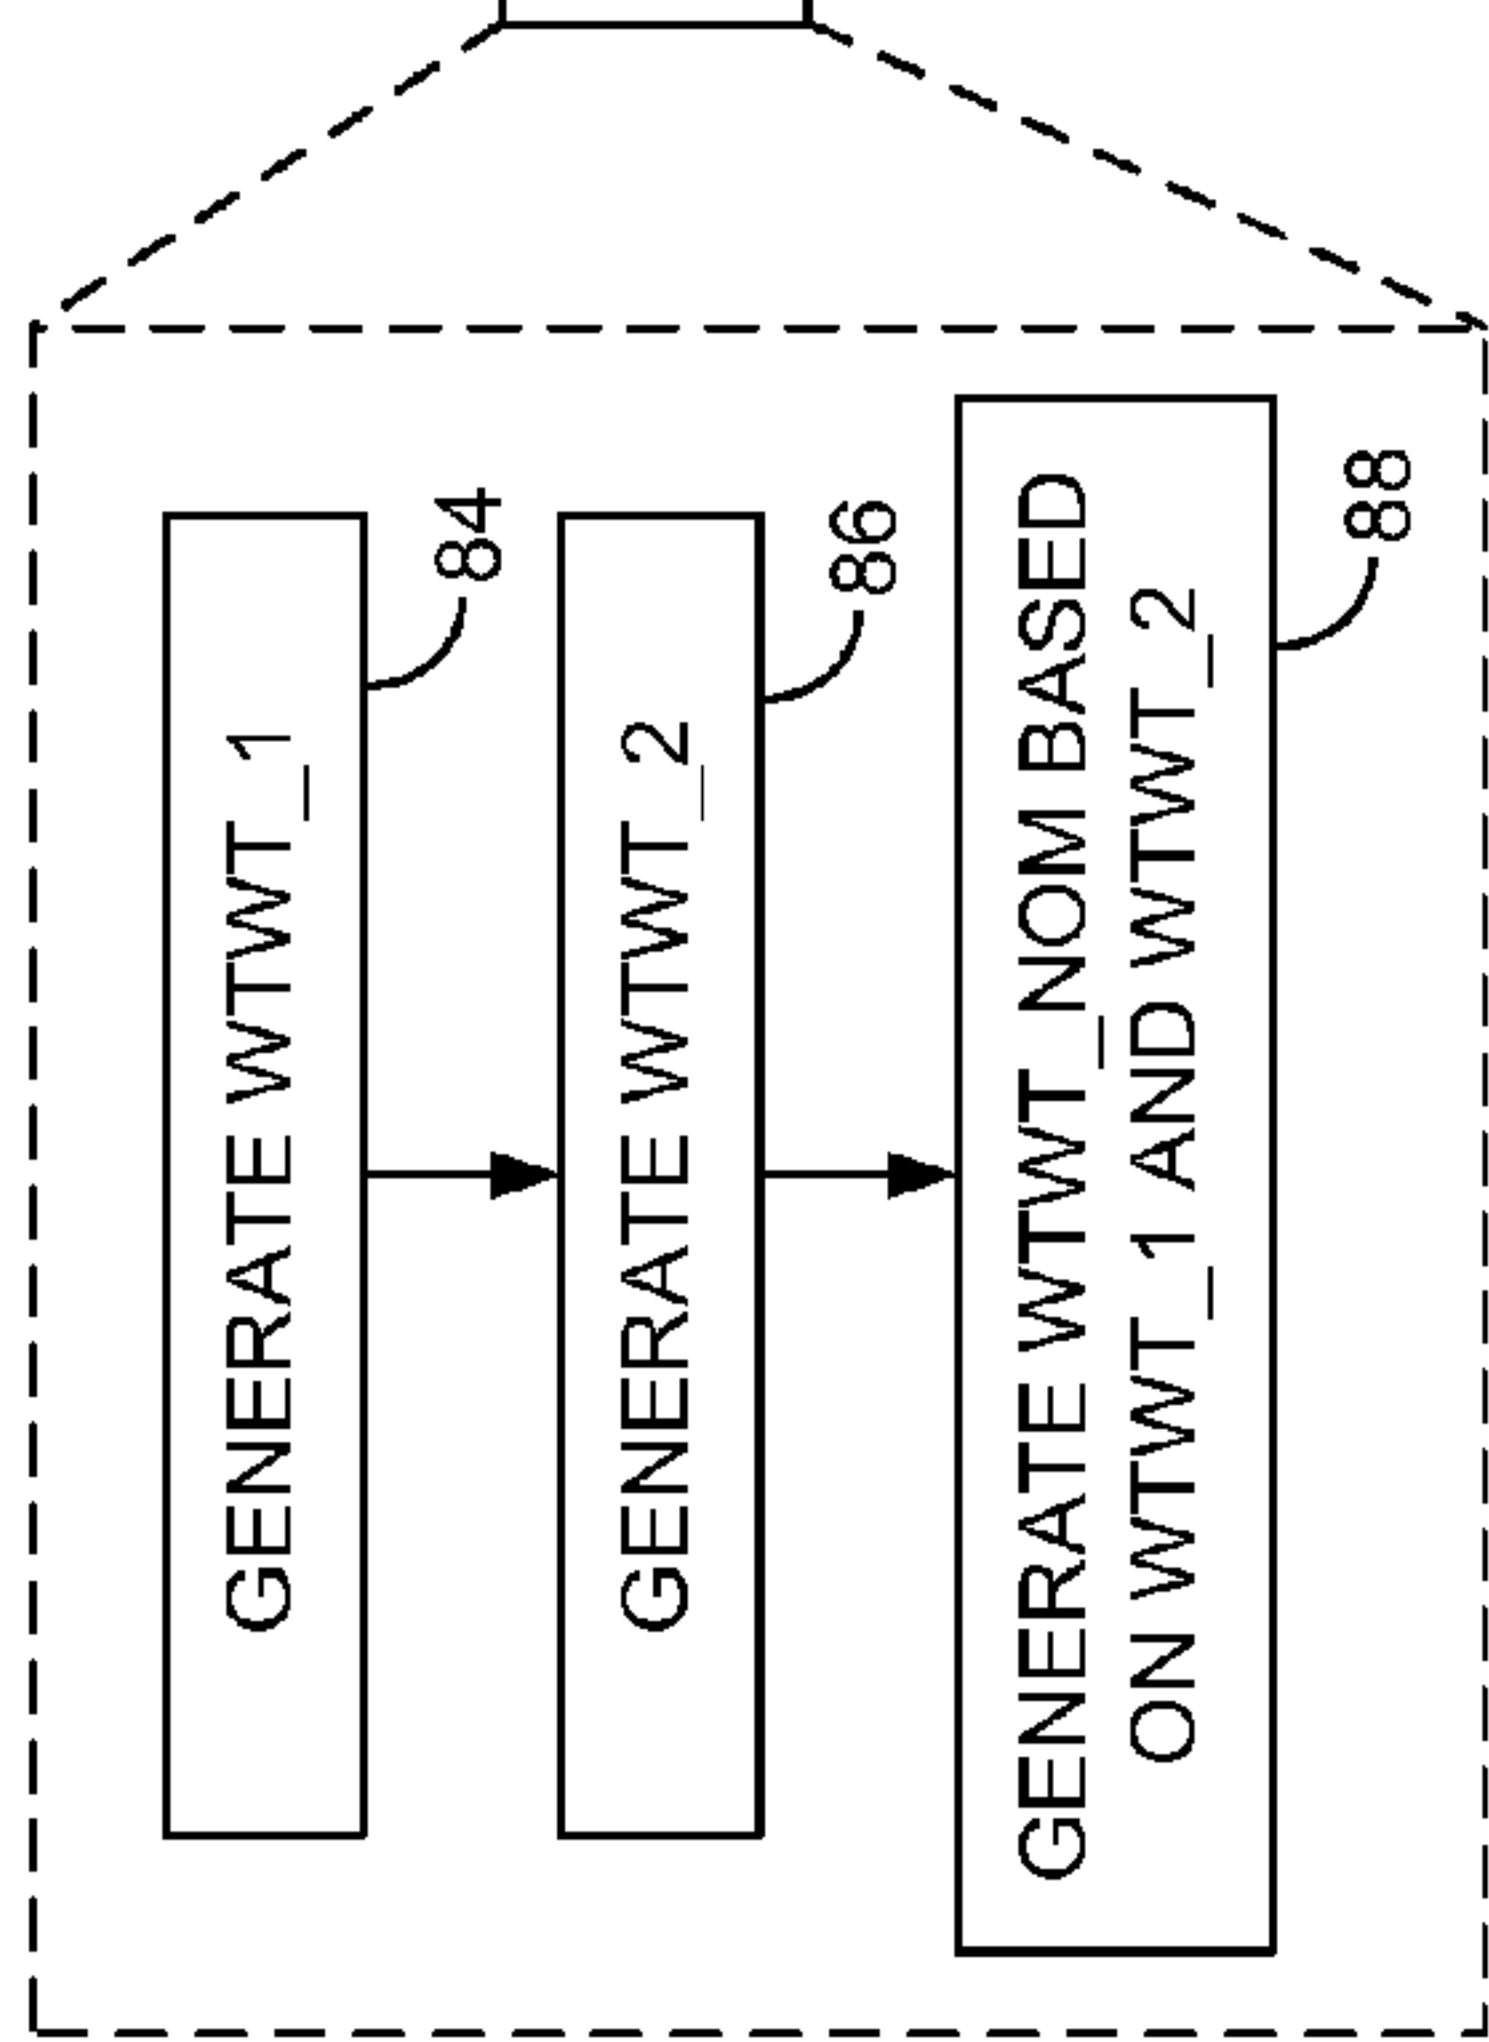 GENERATE WTWT_1
84
GENERATE WTWT_2
86
GENERATE WTWT_NOM BASED
ON WTWT_1 AND WTWT_2
88